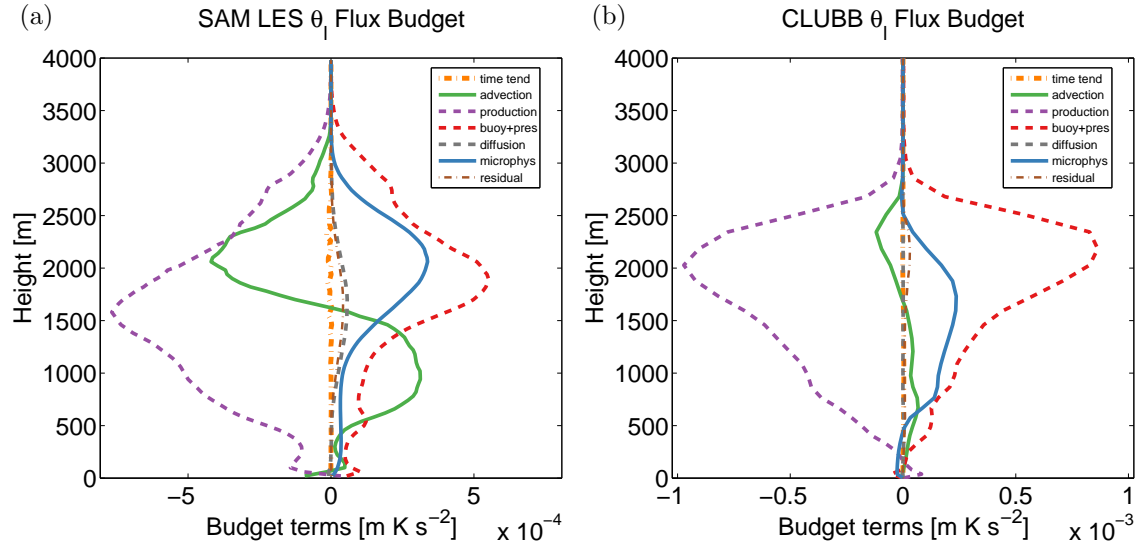 (a)
SAM LES θl Flux Budget
4000
3500
3000
2500
2000
1500
1000
500
0
Height [m]
time tend
advection
production
buoy+pres
diffusion
microphys
residual
−5
0
5
Budget terms [m K s−2]
x 10−4
(b)
CLUBB θl Flux Budget
4000
3500
3000
2500
2000
1500
1000
500
0
Height [m]
time tend
advection
production
buoy+pres
diffusion
microphys
residual
−1
−0.5
0
0.5
1
Budget terms [m K s−2]
x 10−3